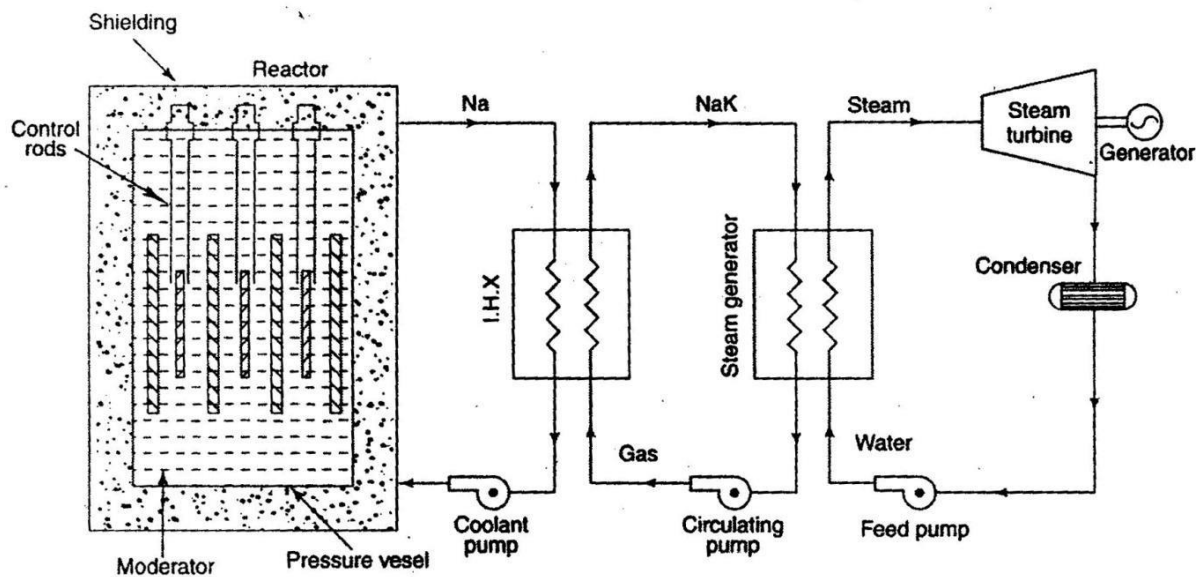 Shielding
Reactor
Control
rods
Na
NaK
Steam
Steam
turbine
Generator
I.H.X
Steam generator
Condenser
Gas
Water
Coolant
pump
Circulating
pump
Feed pump
Moderator
Pressure vesel